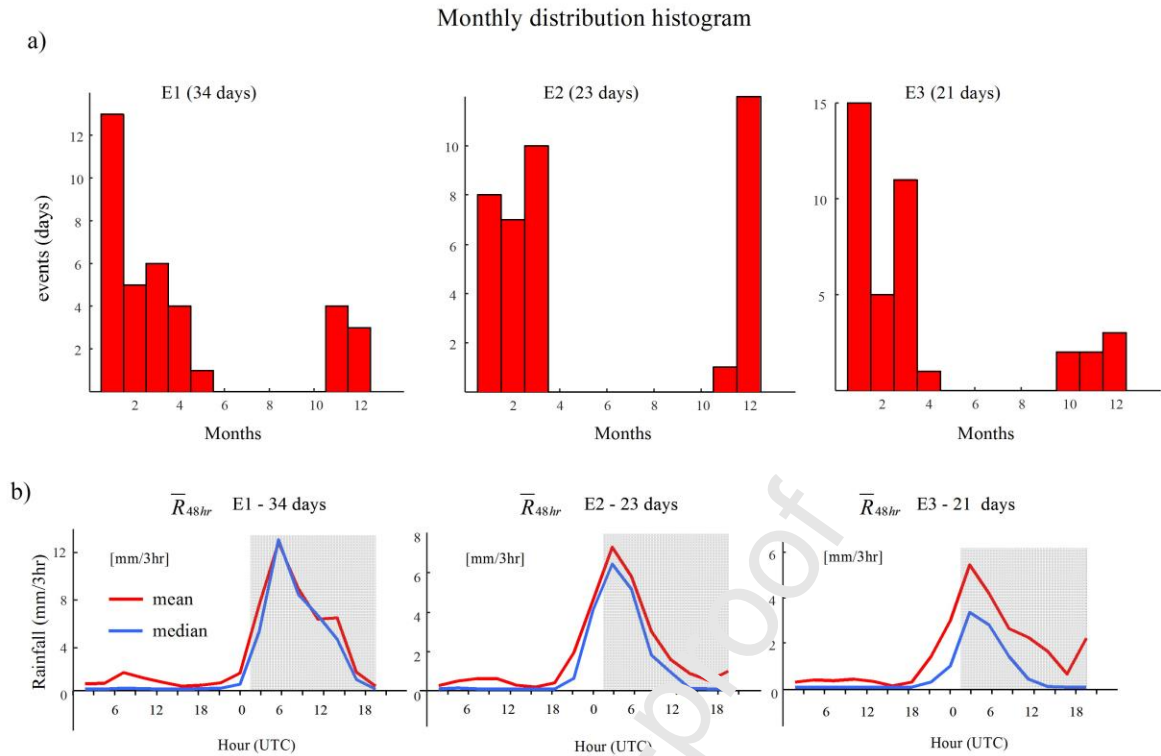 Monthly distribution histogram
a)
E1 (34 days)
E2 (23 days)
E3 (21 days)
events (days)
12
10
8
6
4
2
2 4 6 8 10 12
Months
10
8
6
4
2
2 4 6 8 10 12
Months
15
10
5
2 4 6 8 10 12
Months
b)
R48hr E1 - 34 days
R48hr E2 - 23 days
R48hr E3 - 21 days
Rainfall (mm/3hr)
[mm/3hr]
mean
median
12
8
4
0
6 12 18 0 6 12 18
Hour (UTC)
[mm/3hr]
8
6
4
2
0
6 12 18 0 6 12 18
Hour (UTC)
[mm/3hr]
6
4
2
0
6 12 18 0 6 12 18
Hour (UTC)
proof